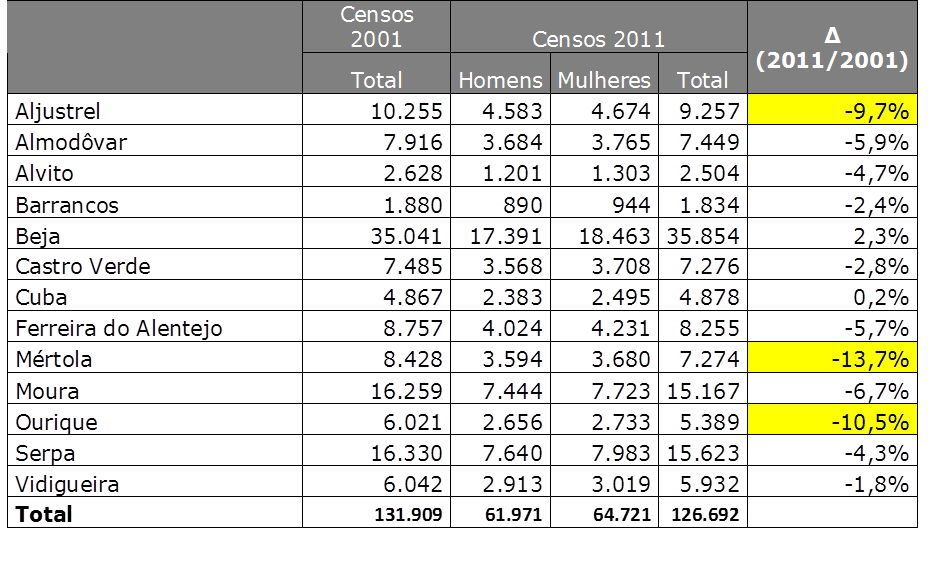 Censos 2001 Censos 2011 Δ (2011/2001)
Total Homens Mulheres Total
Aljustrel 10.255 4.583 4.674 9.257 -9,7%
Almodôvar 7.916 3.684 3.765 7.449 -5,9%
Alvito 2.628 1.201 1.303 2.504 -4,7%
Barrancos 1.880 890 944 1.834 -2,4%
Beja 35.041 17.391 18.463 35.854 2,3%
Castro Verde 7.485 3.568 3.708 7.276 -2,8%
Cuba 4.867 2.383 2.495 4.878 0,2%
Ferreira do Alentejo 8.757 4.024 4.231 8.255 -5,7%
Mértola 8.428 3.594 3.680 7.274 -13,7%
Moura 16.259 7.444 7.723 15.167 -6,7%
Ourique 6.021 2.656 2.733 5.389 -10,5%
Serpa 16.330 7.640 7.983 15.623 -4,3%
Vidigueira 6.042 2.913 3.019 5.932 -1,8%
Total 131.909 61.971 64.721 126.692